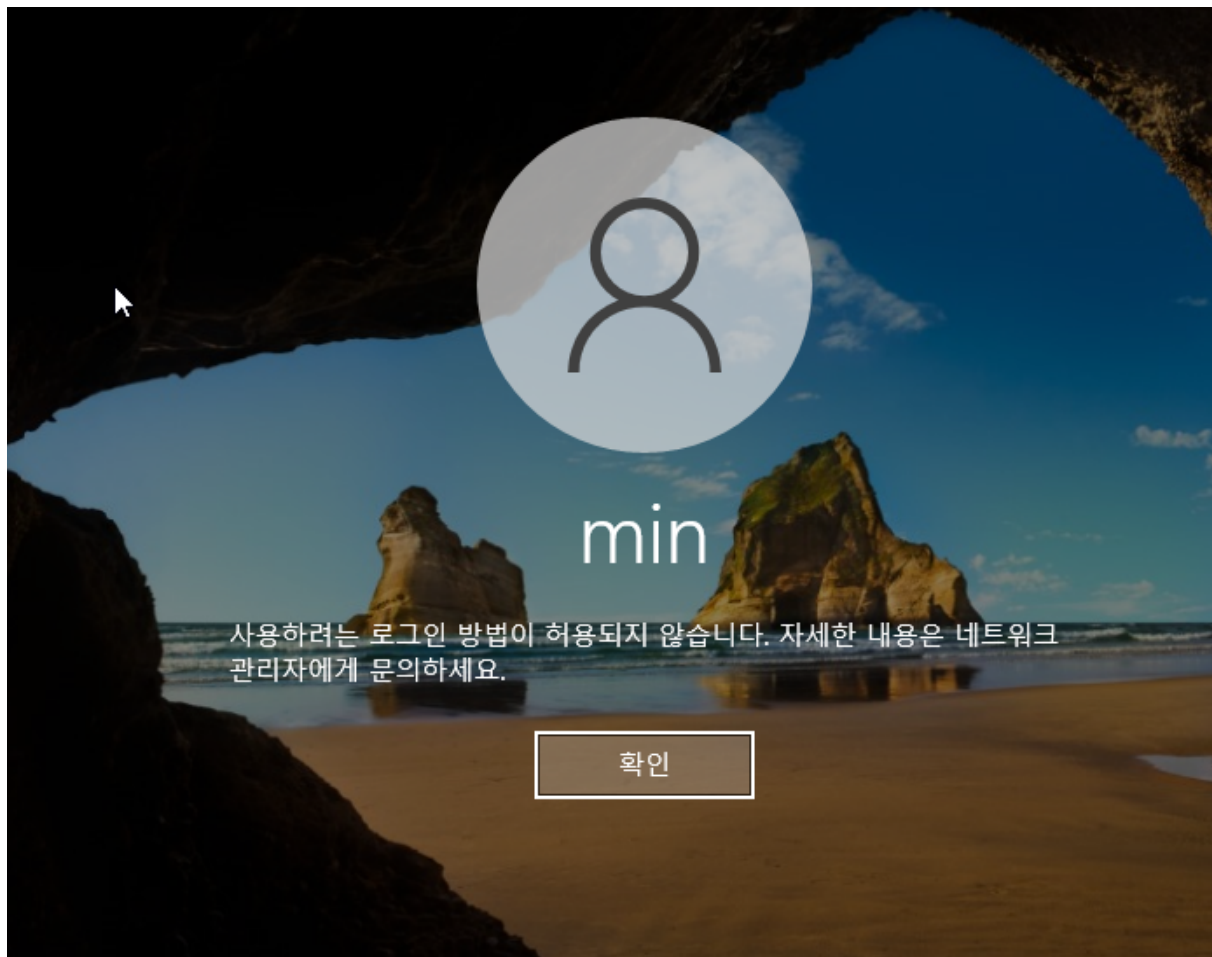 min
사용하려는 로그인 방법이 허용되지 않습니다. 자세한 내용은 네트워크
관리자에게 문의하세요.
확인